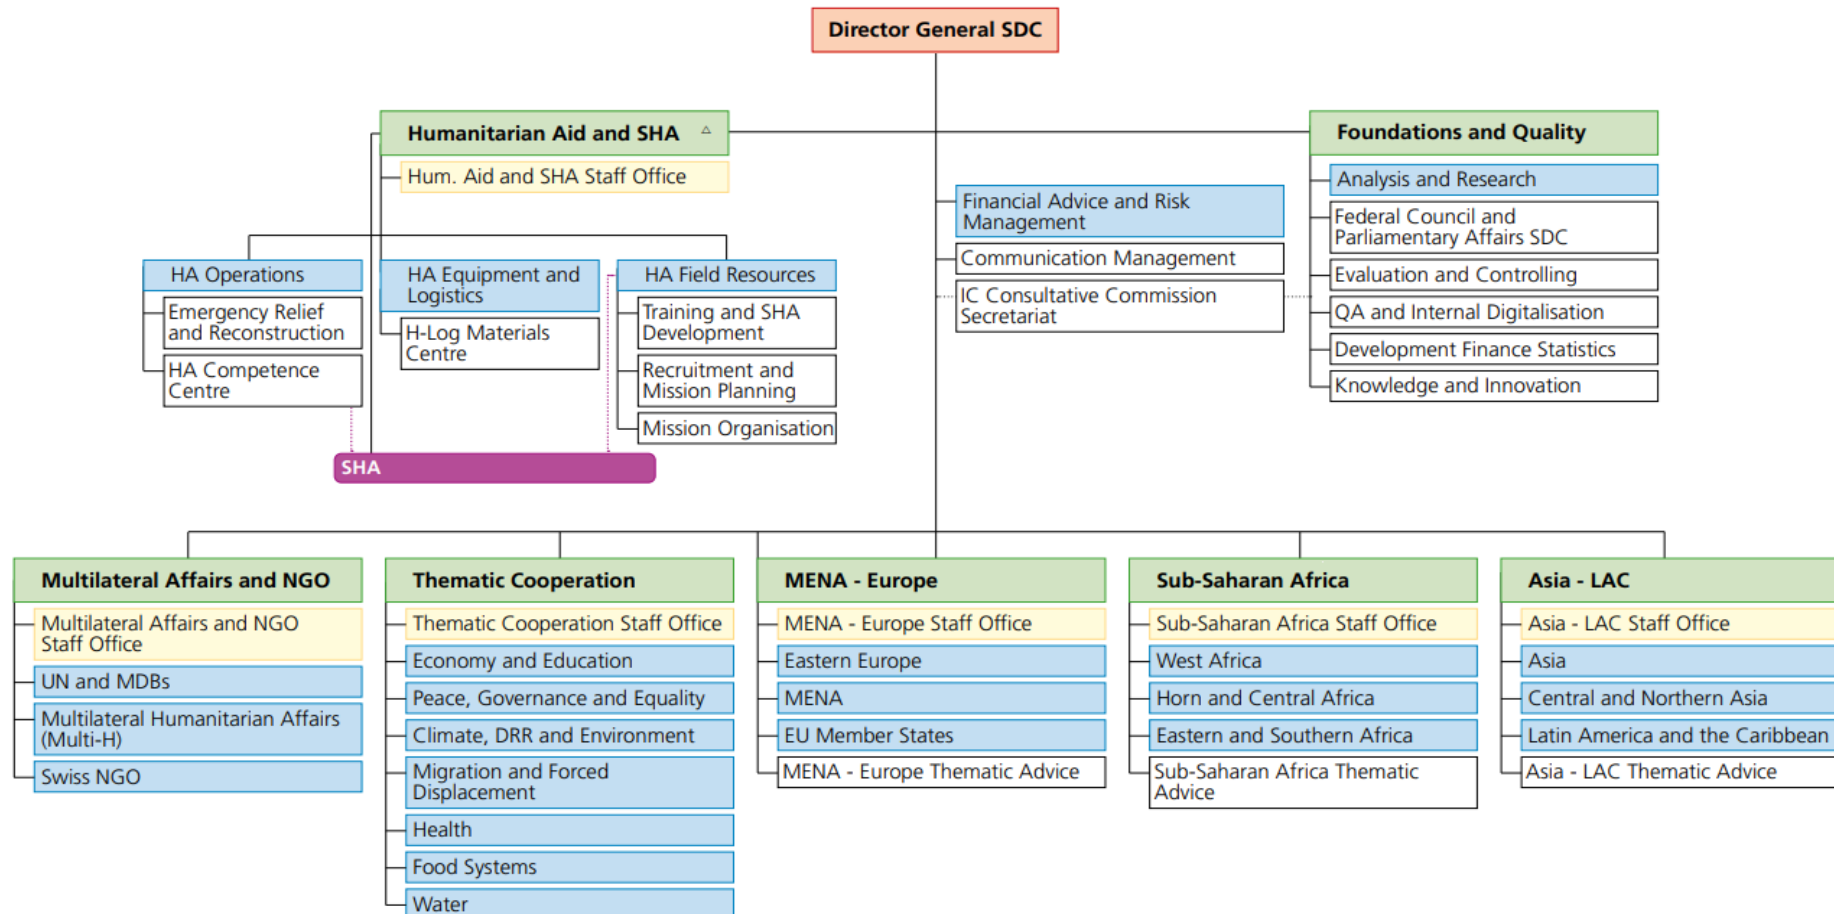 Director General SDC
Humanitarian Aid and SHA △
Hum. Aid and SHA Staff Office
HA Operations
Emergency Relief
and Reconstruction
HA Competence
Centre
HA Equipment and
Logistics
H-Log Materials
Centre
HA Field Resources
Training and SHA
Development
Recruitment and
Mission Planning
Mission Organisation
SHA
Financial Advice and Risk
Management
Communication Management
IC Consultative Commission
Secretariat
Foundations and Quality
Analysis and Research
Federal Council and
Parliamentary Affairs SDC
Evaluation and Controlling
QA and Internal Digitalisation
Development Finance Statistics
Knowledge and Innovation
Multilateral Affairs and NGO
Multilateral Affairs and NGO
Staff Office
UN and MDBs
Multilateral Humanitarian Affairs
(Multi-H)
Swiss NGO
Thematic Cooperation
Thematic Cooperation Staff Office
Economy and Education
Peace, Governance and Equality
Climate, DRR and Environment
Migration and Forced
Displacement
Health
Food Systems
Water
MENA - Europe
MENA - Europe Staff Office
Eastern Europe
MENA
EU Member States
MENA - Europe Thematic Advice
Sub-Saharan Africa
Sub-Saharan Africa Staff Office
West Africa
Horn and Central Africa
Eastern and Southern Africa
Sub-Saharan Africa Thematic
Advice
Asia - LAC
Asia - LAC Staff Office
Asia
Central and Northern Asia
Latin America and the Caribbean
Asia - LAC Thematic Advice